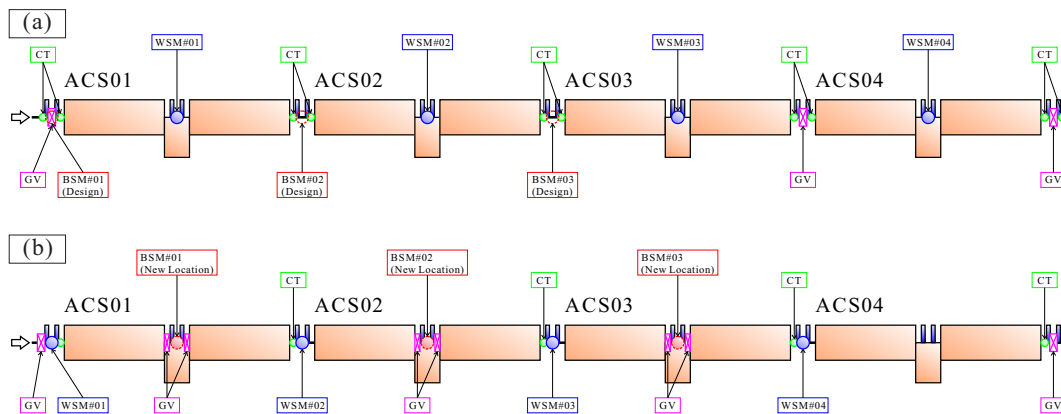 (a)
WSM#01
WSM#02
WSM#03
WSM#04
CT
CT
CT
CT
CT
ACS01
ACS02
ACS03
ACS04
GV
BSM#01
(Design)
BSM#02
(Design)
BSM#03
(Design)
GV
GV
(b)
BSM#01
(New Location)
BSM#02
(New Location)
BSM#03
(New Location)
CT
CT
CT
CT
ACS01
ACS02
ACS03
ACS04
GV
WSM#01
GV
WSM#02
GV
WSM#03
GV
WSM#04
GV